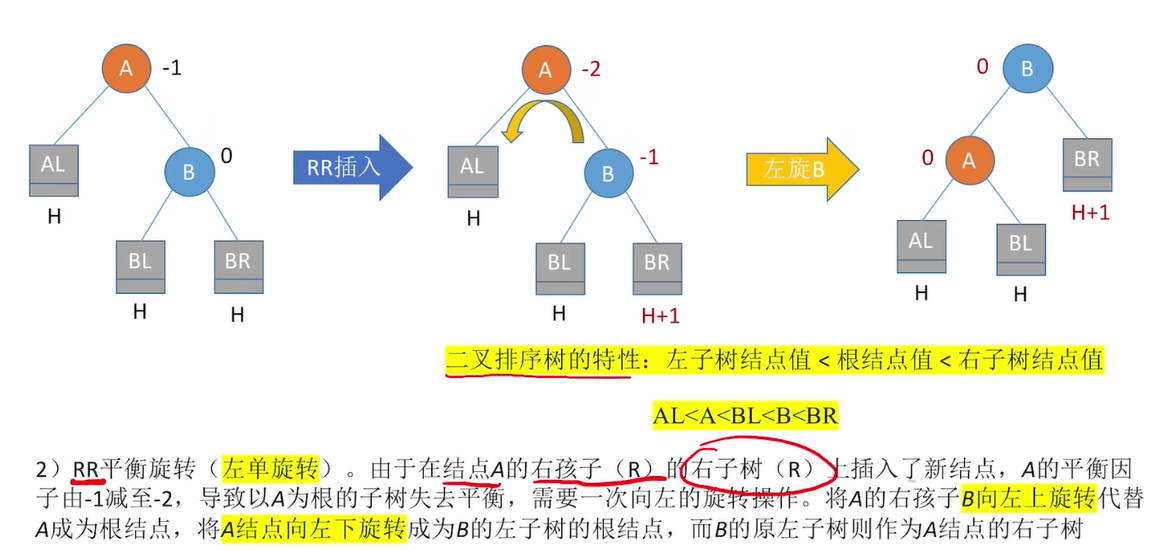 A -1
AL
H
B 0
BL
H
BR
H
RR插入
A -2
AL
H
B -1
BL
H
BR
H+1
左旋B
0 B
0 A
BR
H+1
AL
H
BL
H
二叉排序树的特性：左子树结点值 < 根结点值 < 右子树结点值
AL<A<BL<B<BR
2）RR平衡旋转（左单旋转）。由于在结点A的右孩子（R）的右子树（R）上插入了新结点，A的平衡因
子由-1减至-2，导致以A为根的子树失去平衡，需要一次向左的旋转操作。将A的右孩子B向左上旋转代替
A成为根结点，将A结点向左下旋转成为B的左子树的根结点，而B的原左子树则作为A结点的右子树